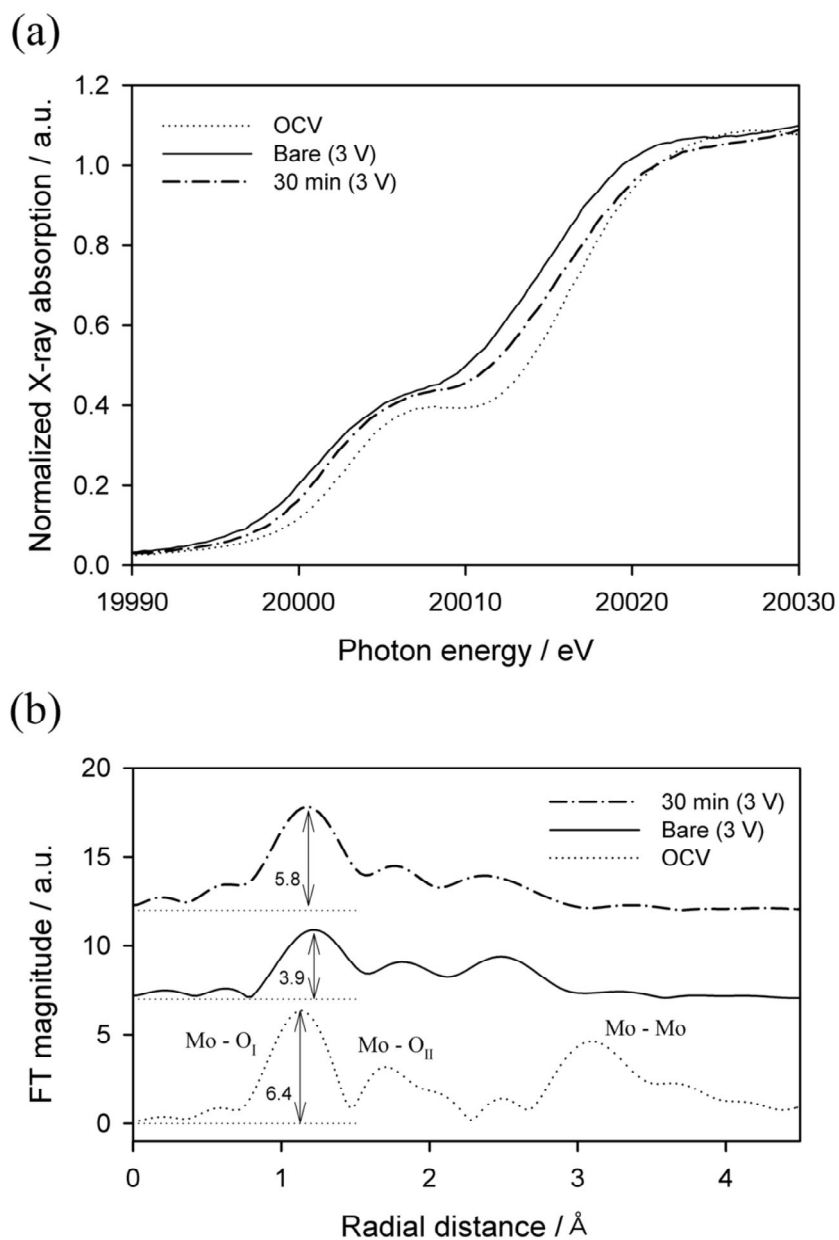 (a)
Normalized X-ray absorption / a.u.
1.2
1.0
0.8
0.6
0.4
0.2
0.0
OCV
Bare (3 V)
30 min (3 V)
19990 20000 20010 20020 20030
Photon energy / eV
(b)
FT magnitude / a.u.
20
15
10
5
0
30 min (3 V)
Bare (3 V)
OCV
5.8
3.9
Mo - O_I
Mo - O_II
Mo - Mo
6.4
0 1 2 3 4
Radial distance / Å